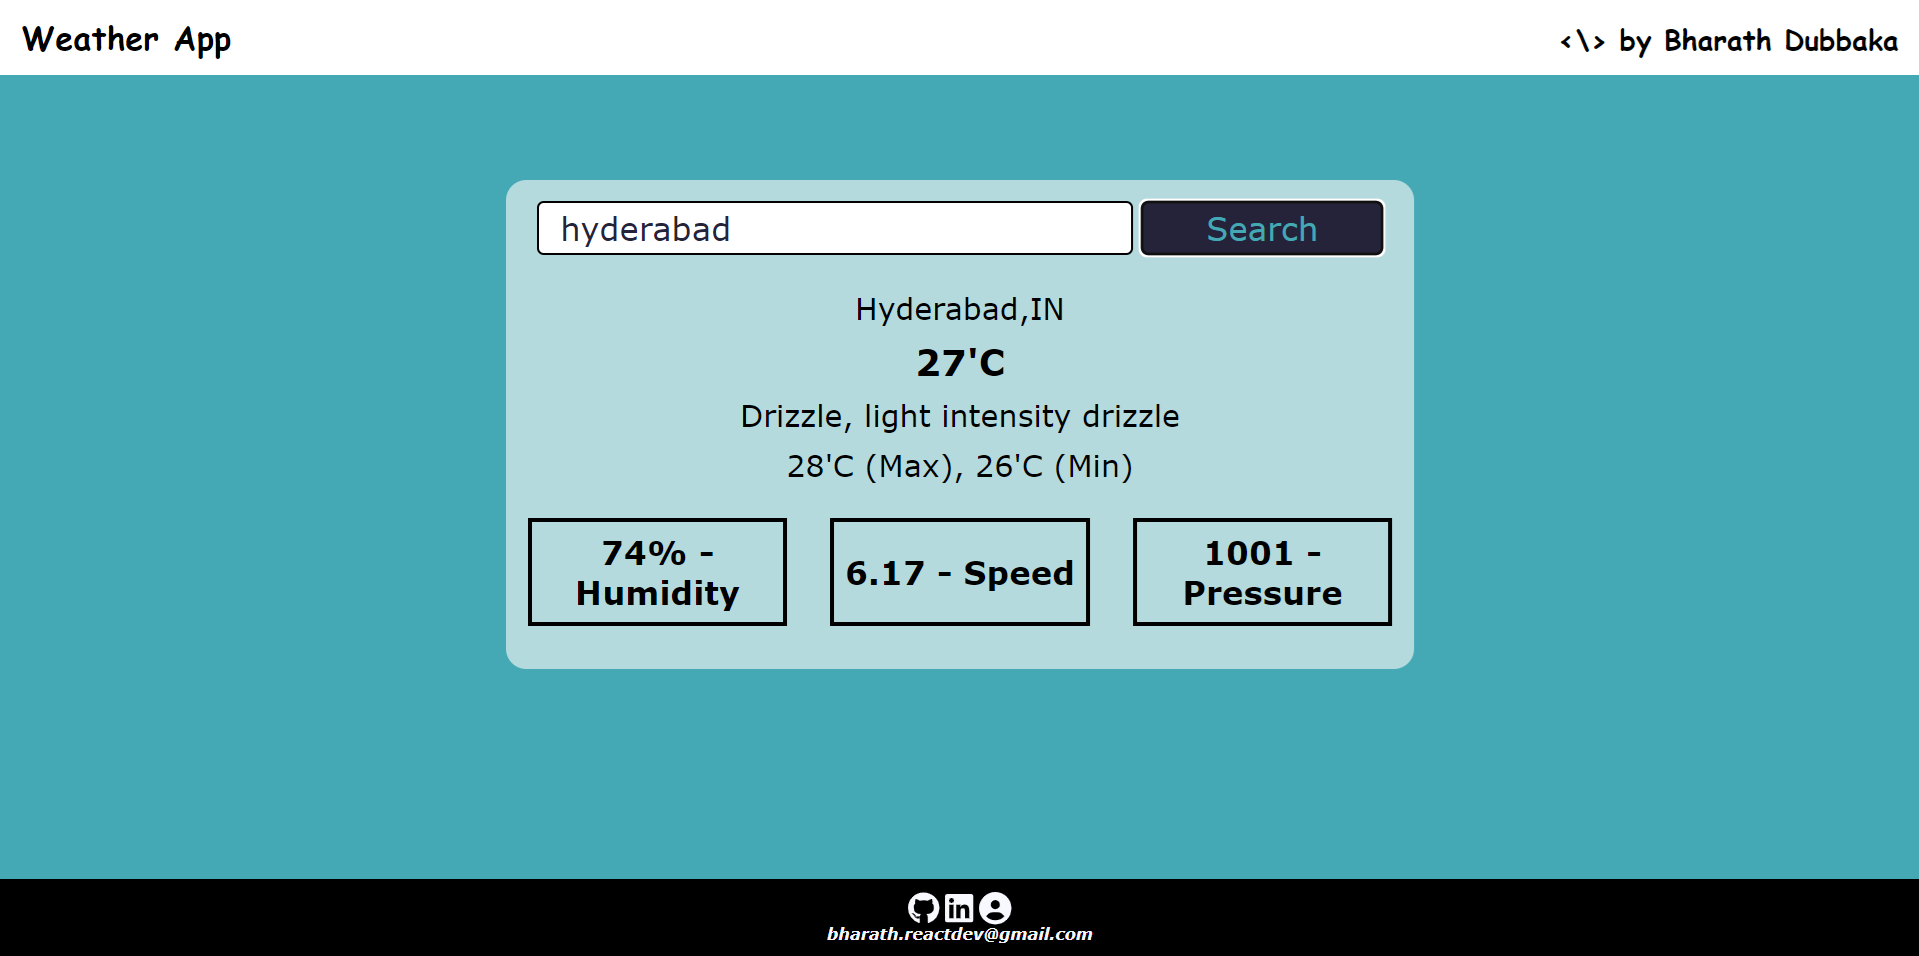 Weather App
<\> by Bharath Dubbaka
hyderabad
Search
Hyderabad,IN
27'C
Drizzle, light intensity drizzle
28'C (Max), 26'C (Min)
74% -
Humidity
6.17 - Speed
1001 -
Pressure
in
bharath.reactdev@gmail.com